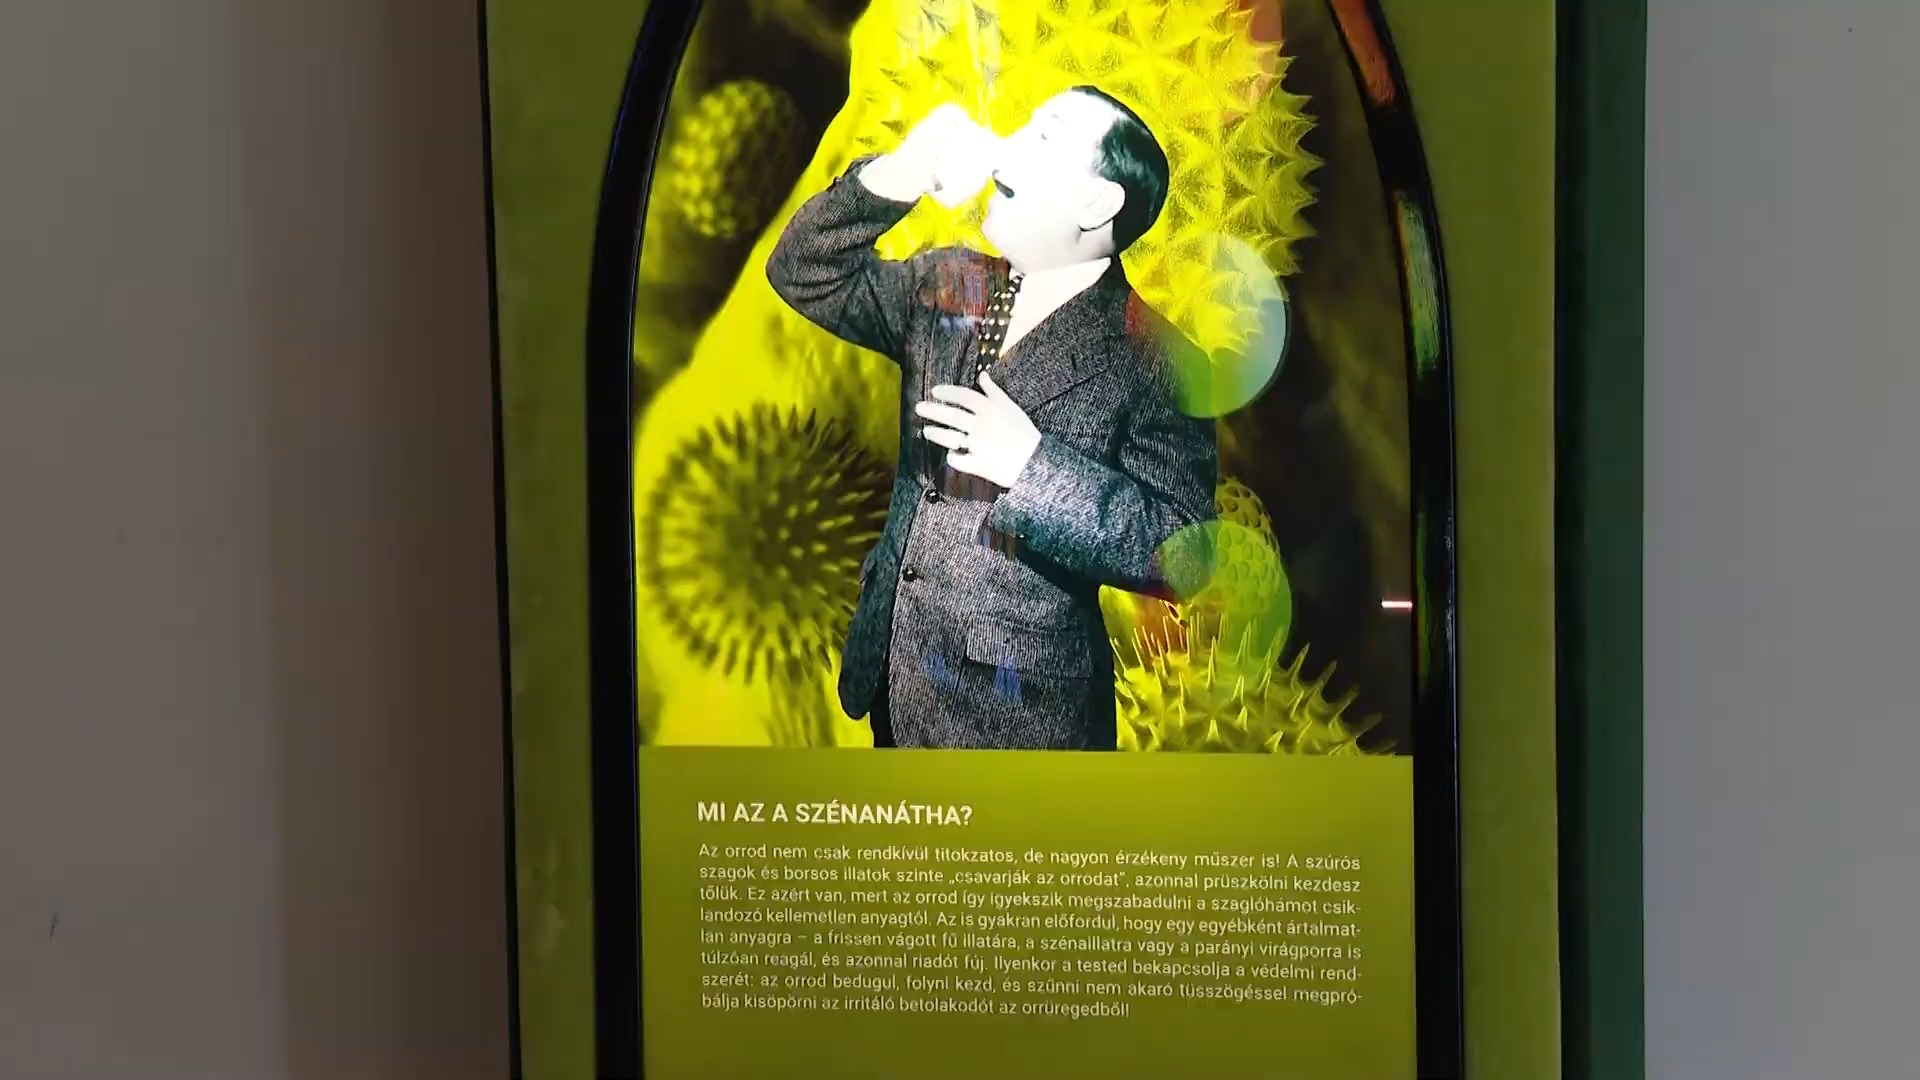 MI AZ A SZÉNANÁTHA?
Az orrod nem csak rendkívül titokzatos, de nagyon érzékeny műszer is! A szúrós
szagok és borsos illatok szinte „csavarják az orrodat”, azonnal prüszkölni kezdesz
tőlük. Ez azért van, mert az orrod így igyekszik megszabadulni a szaglóhámot csik-
landozó kellemetlen anyagtól. Az is gyakran előfordul, hogy egy egyébként ártalmat-
lan anyagra – a frissen vágott fű illatára, a szénaillatra vagy a parányi virágporra is
túlzóan reagál, és azonnal riadót fúj. Ilyenkor a tested bekapcsolja a védelmi rend-
szerét: az orrod bedugul, folyni kezd, és szűnni nem akaró tüsszögéssel megpró-
bálja kisöpörni az irritáló betolakodót az orrüregedből!